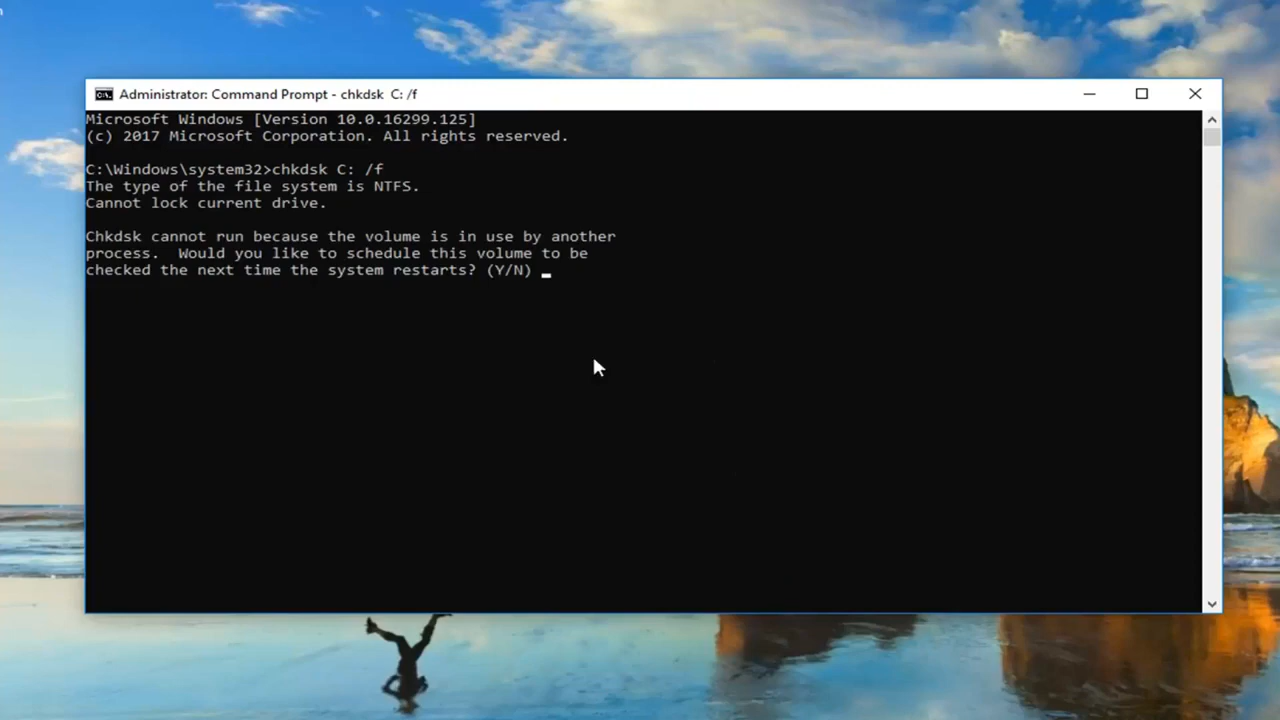 Administrator: Command Prompt - chkdsk  C: /f
Microsoft Windows [Version 10.0.16299.125]
(c) 2017 Microsoft Corporation. All rights reserved.
C:\Windows\system32>chkdsk C: /f
The type of the file system is NTFS.
Cannot lock current drive.
Chkdsk cannot run because the volume is in use by another
process.  Would you like to schedule this volume to be
checked the next time the system restarts? (Y/N)